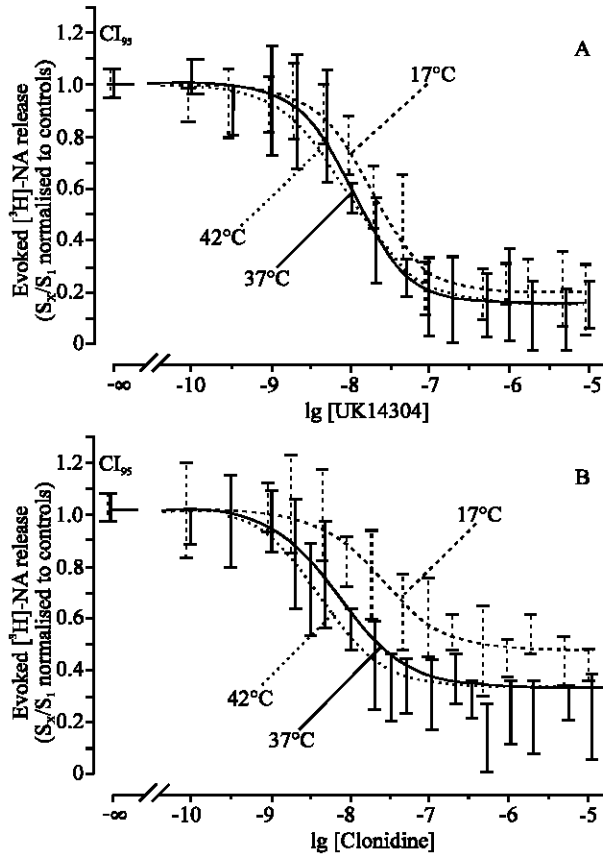 Evoked [³H]-NA release
(Sₓ/S₁ normalised to controls)
CI₉₅
A
1.2
1.0
0.8
0.6
0.4
0.2
0
17°C
42°C
37°C
-∞
-10
-9
-8
-7
-6
-5
lg [UK14304]
Evoked [³H]-NA release
(Sₓ/S₁ normalised to controls)
CI₉₅
B
1.2
1.0
0.8
0.6
0.4
0.2
0
17°C
42°C
37°C
-∞
-10
-9
-8
-7
-6
-5
lg [Clonidine]